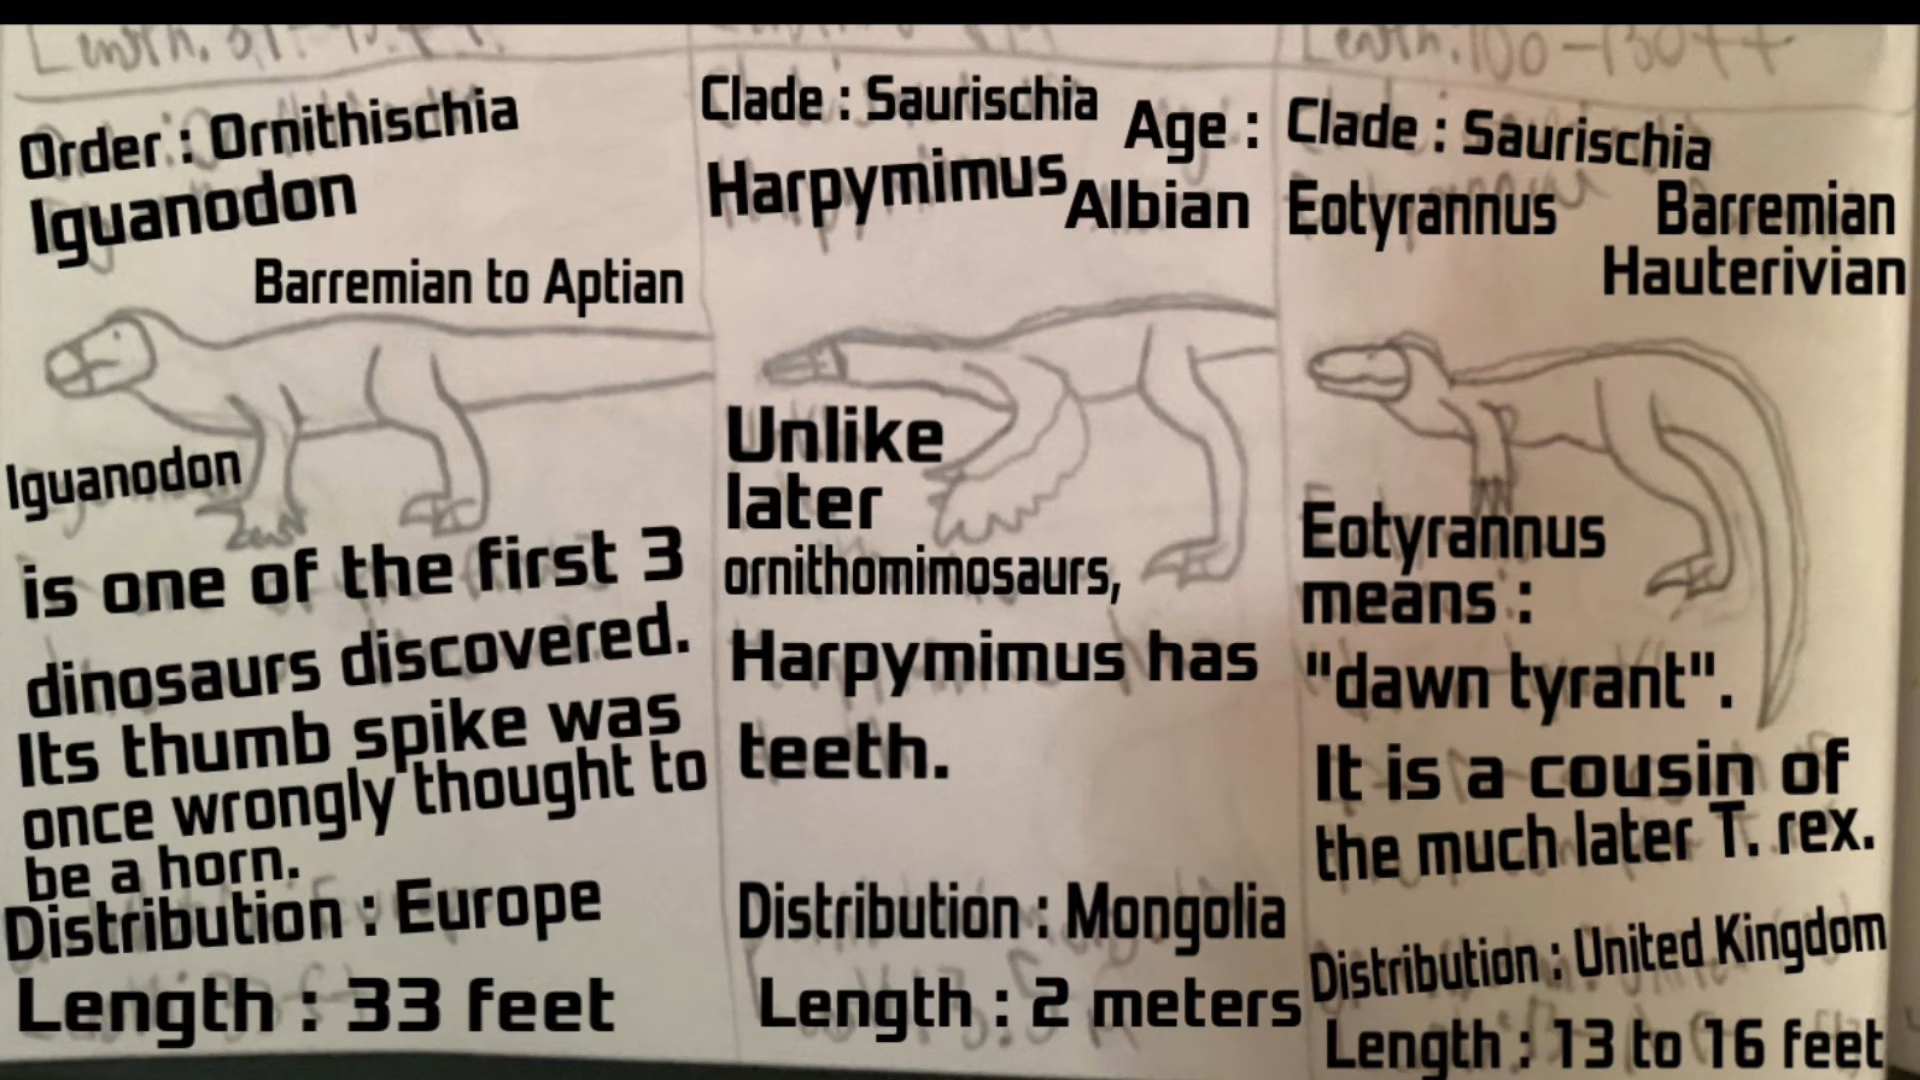 Order : Ornithischia
Iguanodon
Barremian to Aptian
Iguanodon
is one of the first 3
dinosaurs discovered.
Its thumb spike was
once wrongly thought to
be a horn.
Distribution : Europe
Length : 33 feet
Clade : Saurischia
Harpymimus
Age :
Albian
Unlike
later
ornithomimosaurs,
Harpymimus has
teeth.
Distribution : Mongolia
Length : 2 meters
Lenth:100-130ft
Clade : Saurischia
Eotyrannus
Barremian
Hauterivian
Eotyrannus
means :
"dawn tyrant".
It is a cousin of
the much later T. rex.
Distribution : United Kingdom
Length : 13 to 16 feet